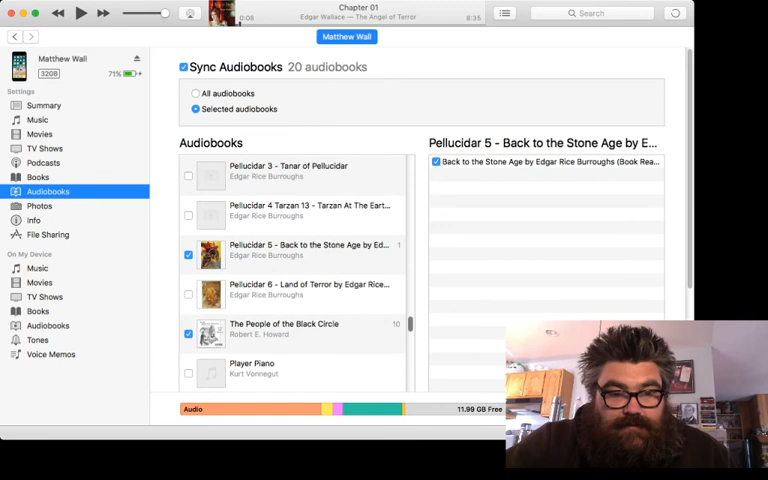 Chapter 01
Edgar Wallace — The Angel of Terror
0:08
8:35
Search
Matthew Wall
Matthew Wall
32GB
71%
Settings
Summary
Music
Movies
TV Shows
Podcasts
Books
Audiobooks
Photos
Info
File Sharing
On My Device
Music
Movies
TV Shows
Books
Audiobooks
Tones
Voice Memos
Sync Audiobooks 20 audiobooks
All audiobooks
Selected audiobooks
Audiobooks
Pellucidar 3 - Tanar of Pellucidar
Edgar Rice Burroughs
Pellucidar 4 Tarzan 13 - Tarzan At The Eart...
Edgar Rice Burroughs
Pellucidar 5 - Back to the Stone Age by Ed... 1
Edgar Rice Burroughs
Pellucidar 6 - Land of Terror by Edgar Rice...
Edgar Rice Burroughs
The People of the Black Circle 10
Robert E. Howard
Player Piano
Kurt Vonnegut
Pellucidar 5 - Back to the Stone Age by E...
Back to the Stone Age by Edgar Rice Burroughs (Book Rea...
Audio
11.99 GB Free